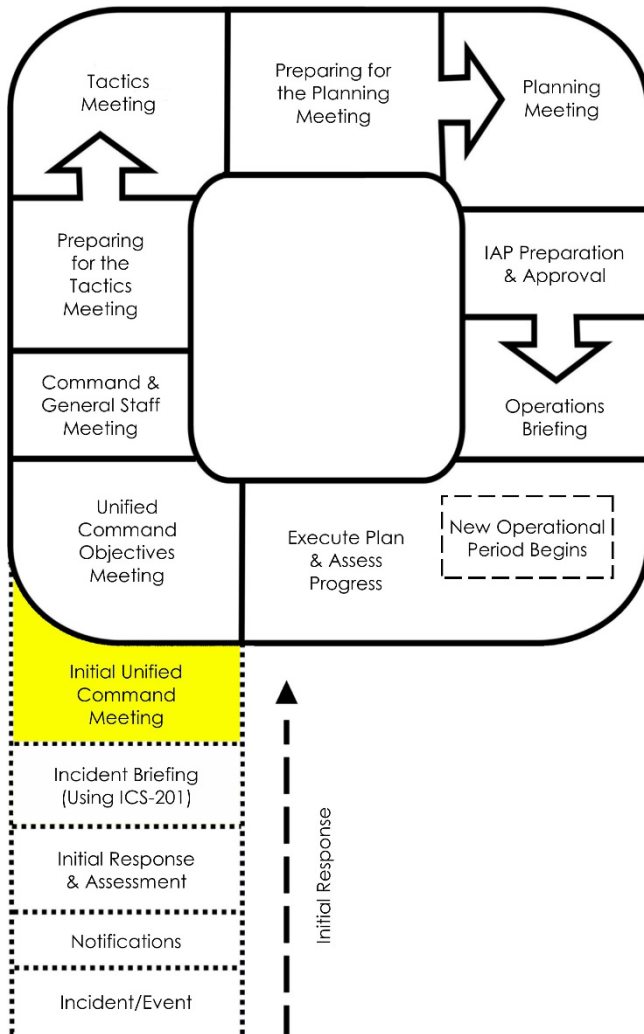 Tactics
Meeting
Preparing for
the Planning
Meeting
Planning
Meeting
Preparing
for the
Tactics
Meeting
IAP Preparation
& Approval
Command &
General Staff
Meeting
Operations
Briefing
Unified
Command
Objectives
Meeting
Execute Plan
& Assess
Progress
New Operational
Period Begins
Initial Unified
Command
Meeting
Incident Briefing
(Using ICS-201)
Initial Response
& Assessment
Notifications
Incident/Event
Initial Response